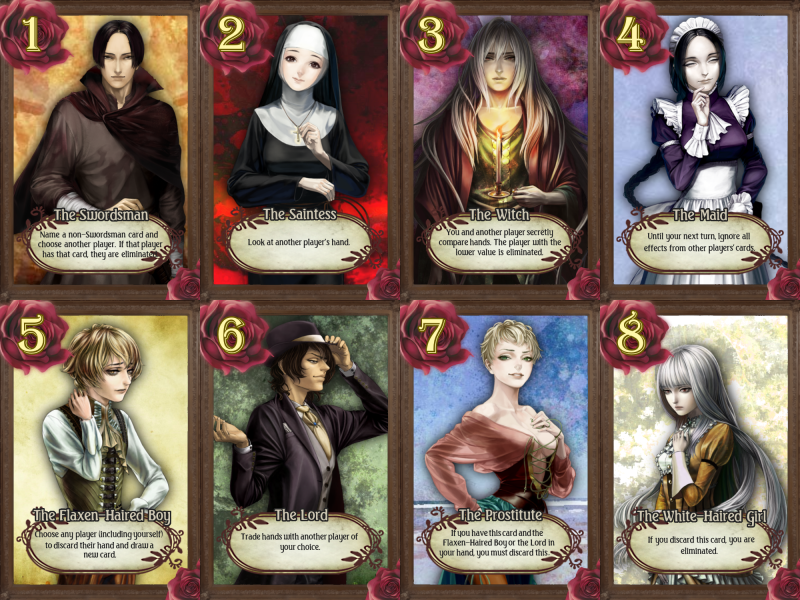 1
The Swordsman
Name a non-Swordsman card and
choose another player. If that player
has that card, they are eliminated.
2
The Saintess
Look at another player's hand.
3
The Witch
You and another player secretly
compare hands. The player with the
lower value is eliminated.
4
The Maid
Until your next turn, ignore all
effects from other players' cards.
5
The Flaxen-Haired Boy
Choose any player (including yourself)
to discard their hand and draw a
new card.
6
The Lord
Trade hands with another player of
your choice.
7
The Prostitute
If you have this card and the
Flaxen-Haired Boy or the Lord in
your hand, you must discard this.
8
The White-Haired Girl
If you discard this card, you are
eliminated.